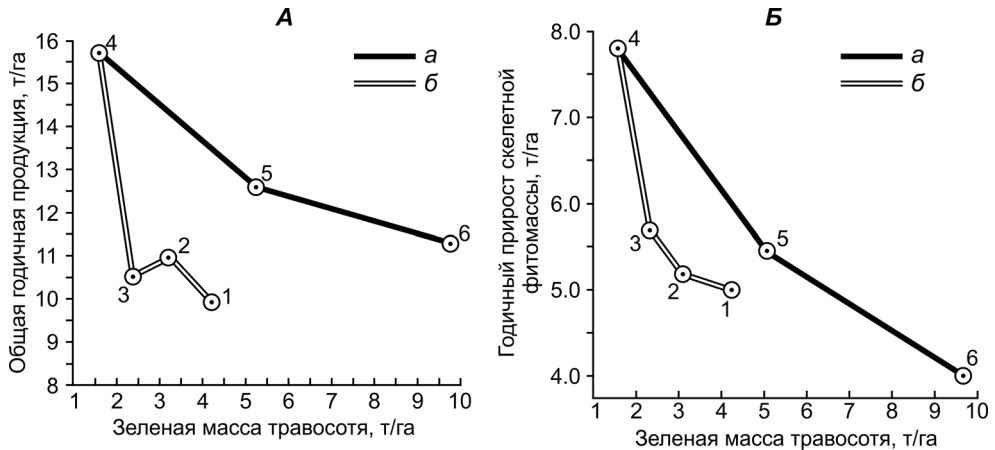 А
Общая годичная продукция, т/га
16
15
14
13
12
11
10
9
8
4
5
6
3
2
1
а
б
1 2 3 4 5 6 7 8 9 10
Зеленая масса травосотя, т/га
Б
Годичный прирост скелетной
фитомассы, т/га
8.0
7.0
6.0
5.0
4.0
4
5
6
3
2
1
а
б
1 2 3 4 5 6 7 8 9 10
Зеленая масса травосотя, т/га